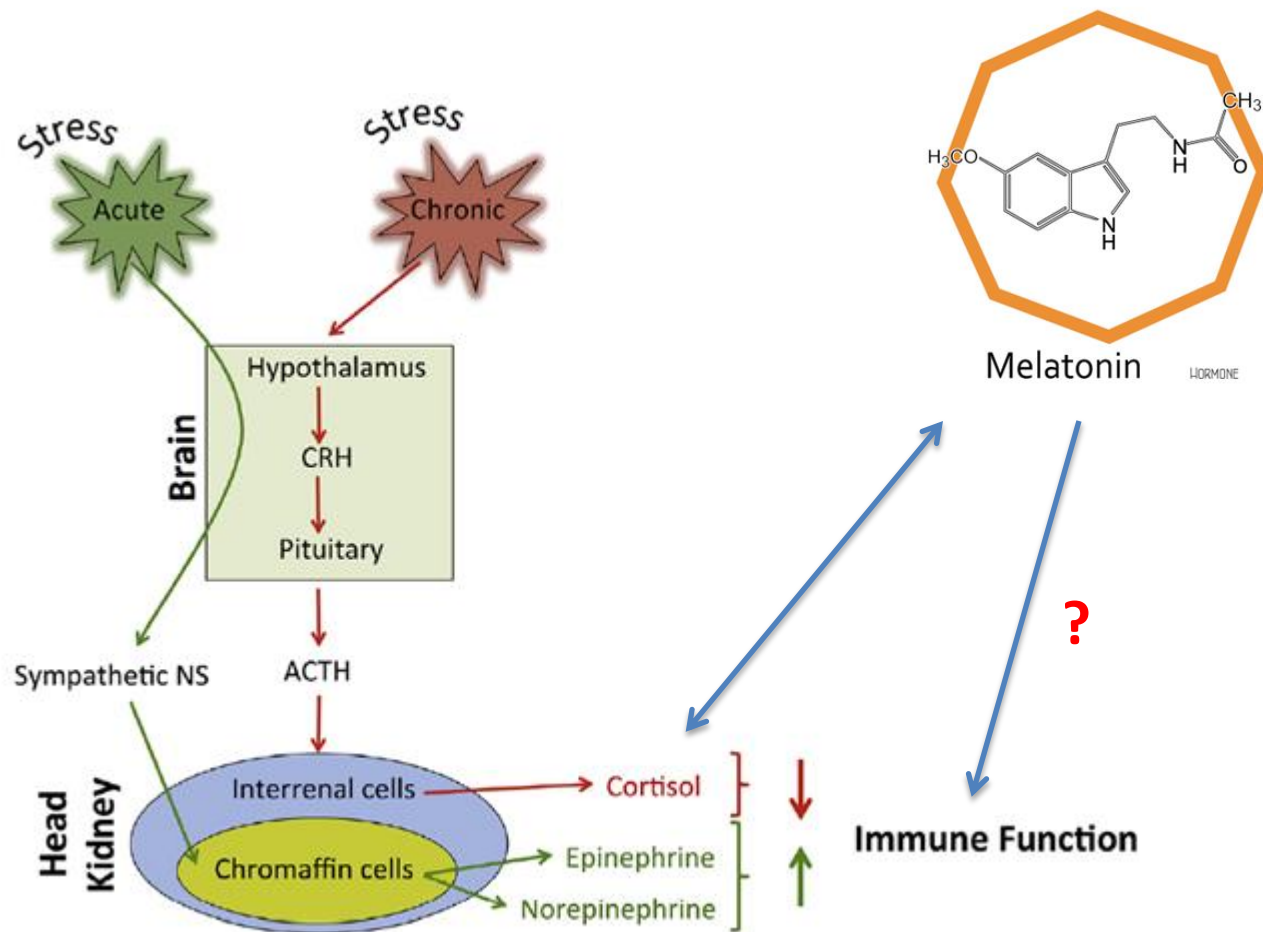 Stress
Acute
Stress
Chronic
Brain
Hypothalamus
CRH
Pituitary
Sympathetic NS
ACTH
Head
Kidney
Interrenal cells
Chromaffin cells
Cortisol
Epinephrine
Norepinephrine
Immune Function
H₃CO
N
H
N
H
O
CH₃
Melatonin
HORMONE
?